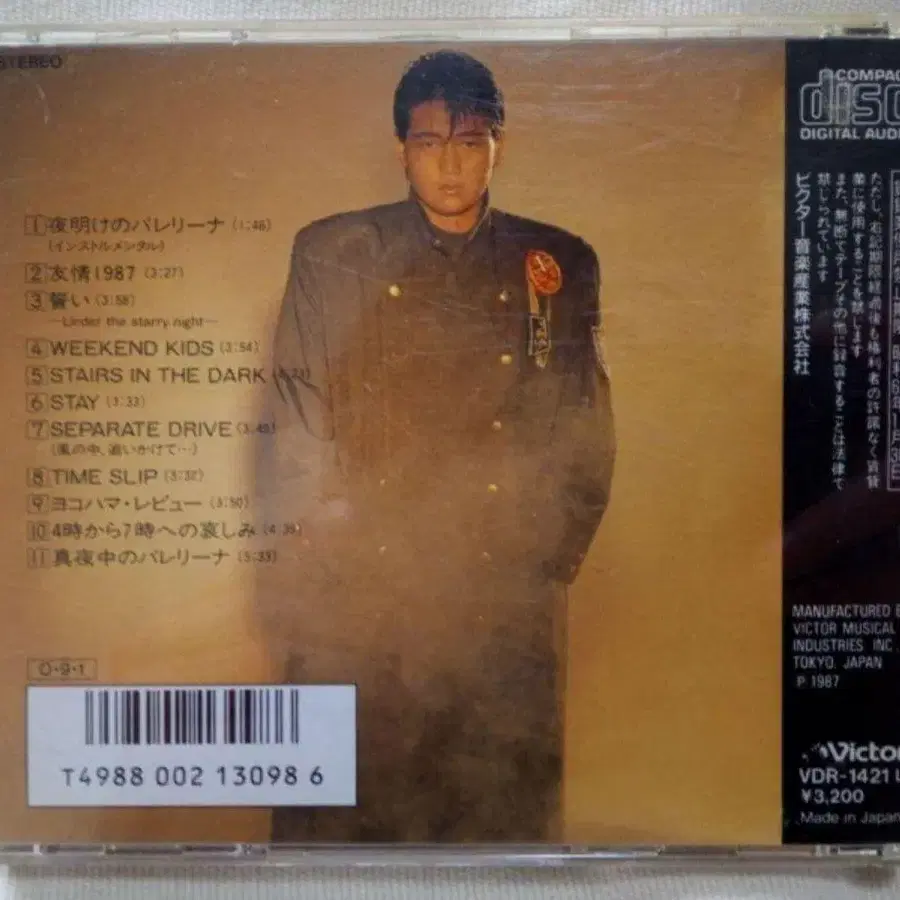 STEREO
1 夜明けのバレリーナ (1:46)
(インストルメンタル)
2 友情1987 (3:27)
3 誓い (3:58)
—Under the starry night—
4 WEEKEND KIDS (3:54)
5 STAIRS IN THE DARK
6 STAY (3:33)
7 SEPARATE DRIVE
(風の中、追いかけて…)
8 TIME SLIP (3:32)
9 ヨコハマ・レビュー (3:50)
10 4時から7時への哀しみ
11 真夜中のバレリーナ (5:33)
O・9・1
T4988 002 13098 6
COMPACT
disc
DIGITAL AUDIO
ただし、右記期限経過後も権利者の許諾なく賃貸
業に使用することを禁じます
また、無断でテープその他に録音することは法律で
禁じられています
ビクター音楽産業株式会社
MANUFACTURED B
VICTOR MUSICAL
INDUSTRIES INC.
TOKYO, JAPAN
℗ 1987
Victor
VDR-1421
¥3,200
Made in Japan